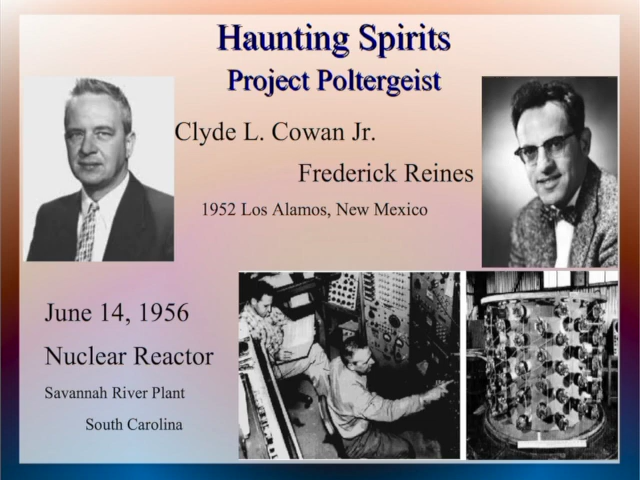 Haunting Spirits
Project Poltergeist
Clyde L. Cowan Jr.
Frederick Reines
1952 Los Alamos, New Mexico
June 14, 1956
Nuclear Reactor
Savannah River Plant
South Carolina